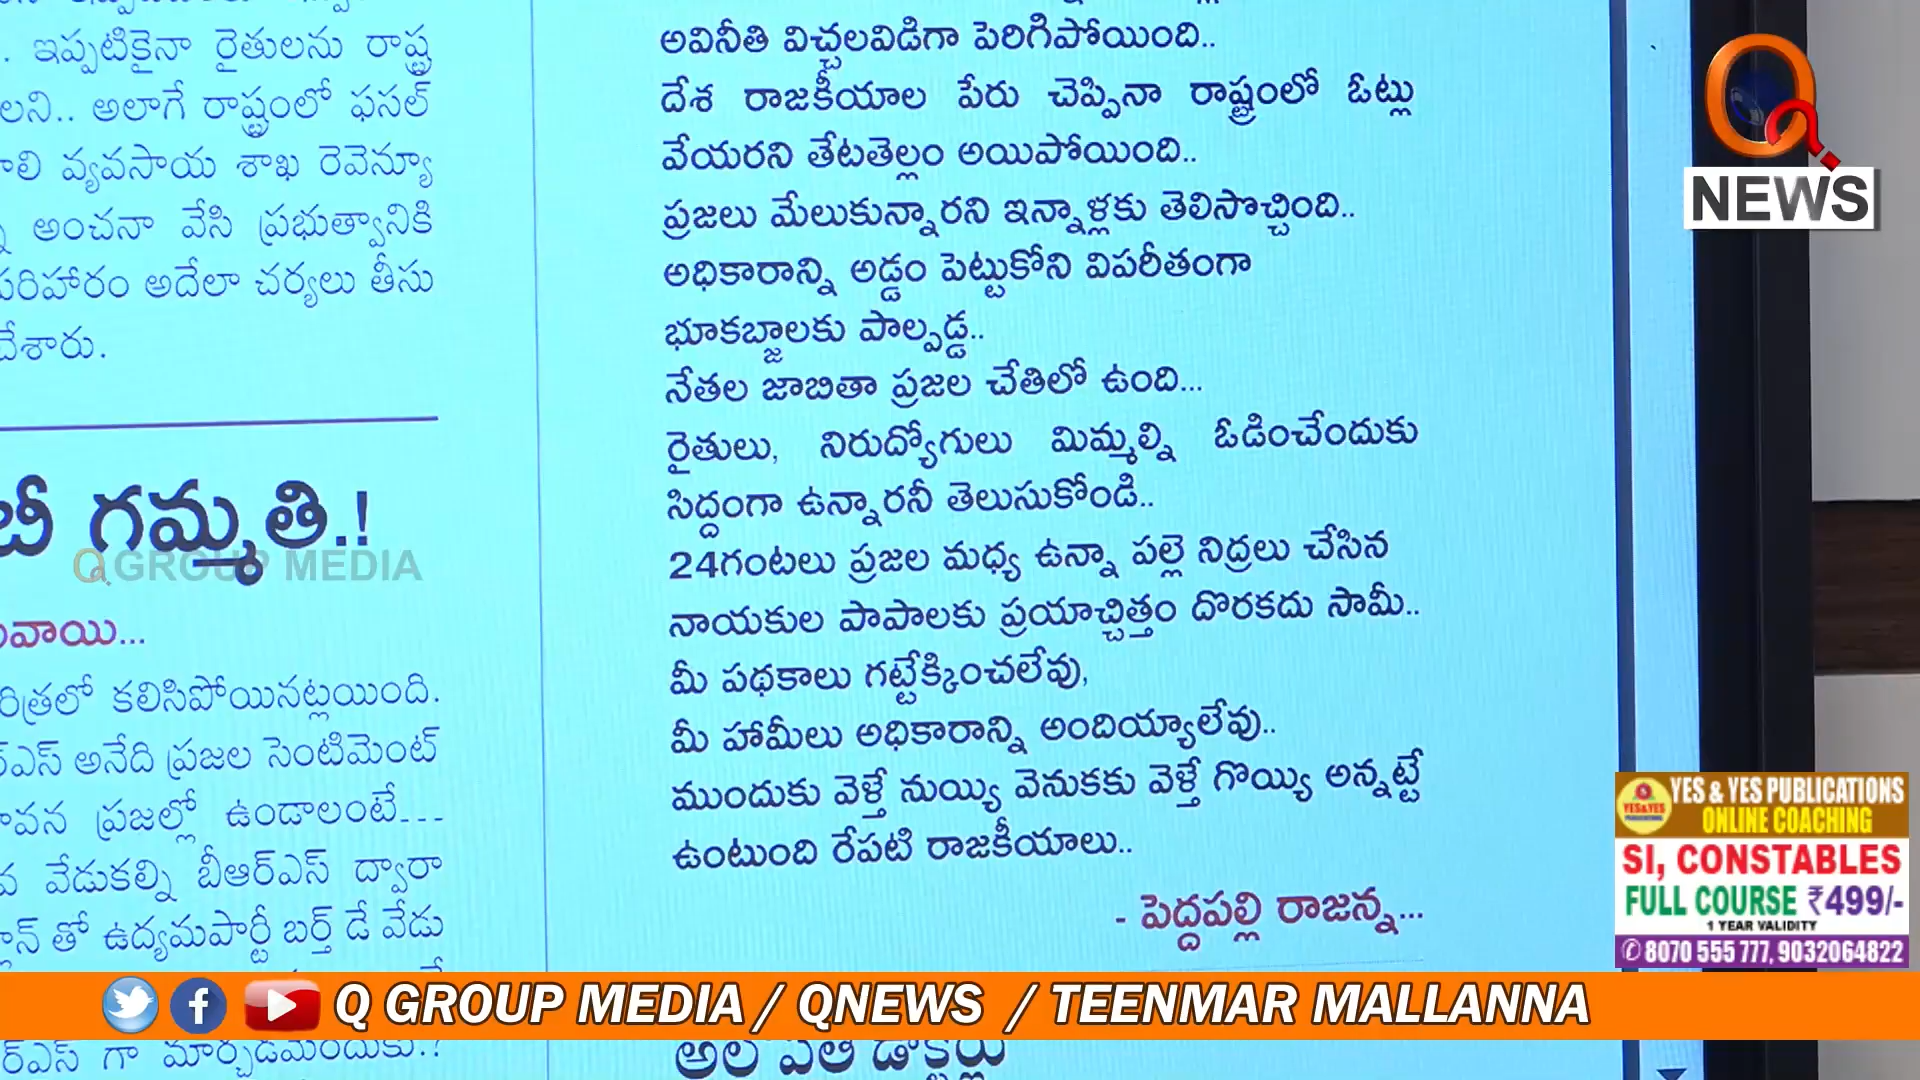 . ఇప్పటికైనా రైతులను రాష్ట్ర
లని.. అలాగే రాష్ట్రంలో ఫసల్
వ్యవసాయ శాఖ రెవెన్యూ
అంచనా వేసి ప్రభుత్వానికి
పరిహారం అదేలా చర్యలు తీసు
చేశారు.
గమ్మతి.!
Q GROUP MEDIA
కలిసిపోయినట్లయింది.
అనేది ప్రజల సెంటిమెంట్
ప్రజల్లో ఉండాలంటే---
వేడుకల్ని బీఆర్ఎస్ ద్వారా
తో ఉద్యమపార్టీ బర్త్ డే వేడు
గా మార్చడమెందుకు.?
అవినీతి విచ్చలవిడిగా పెరిగిపోయింది..
దేశ రాజకీయాల పేరు చెప్పినా రాష్ట్రంలో ఓట్లు
వేయరని తేటతెల్లం అయిపోయింది..
ప్రజలు మేలుకున్నారని ఇన్నాళ్లకు తెలిసొచ్చింది..
అధికారాన్ని అడ్డం పెట్టుకోని విపరీతంగా
భూకబ్జాలకు పాల్పడ్డ..
నేతల జాబితా ప్రజల చేతిలో ఉంది...
రైతులు, నిరుద్యోగులు మిమ్మల్ని ఓడించేందుకు
సిద్దంగా ఉన్నారనీ తెలుసుకోండి..
24గంటలు ప్రజల మధ్య ఉన్నా పల్లె నిద్రలు చేసిన
నాయకుల పాపాలకు ప్రయాచ్చిత్తం దొరకదు సామీ..
మీ పథకాలు గట్టేక్కించలేవు,
మీ హామీలు అధికారాన్ని అందియ్యాలేవు..
ముందుకు వెళ్తే నుయ్యి వెనుకకు వెళ్తే గొయ్యి అన్నట్టే
ఉంటుంది రేపటి రాజకీయాలు..
- పెద్దపల్లి రాజన్న...
Q
NEWS
YES & YES PUBLICATIONS
ONLINE COACHING
SI, CONSTABLES
FULL COURSE ₹499/-
1 YEAR VALIDITY
8070 555 777, 9032064822
Q GROUP MEDIA / QNEWS / TEENMAR MALLANNA